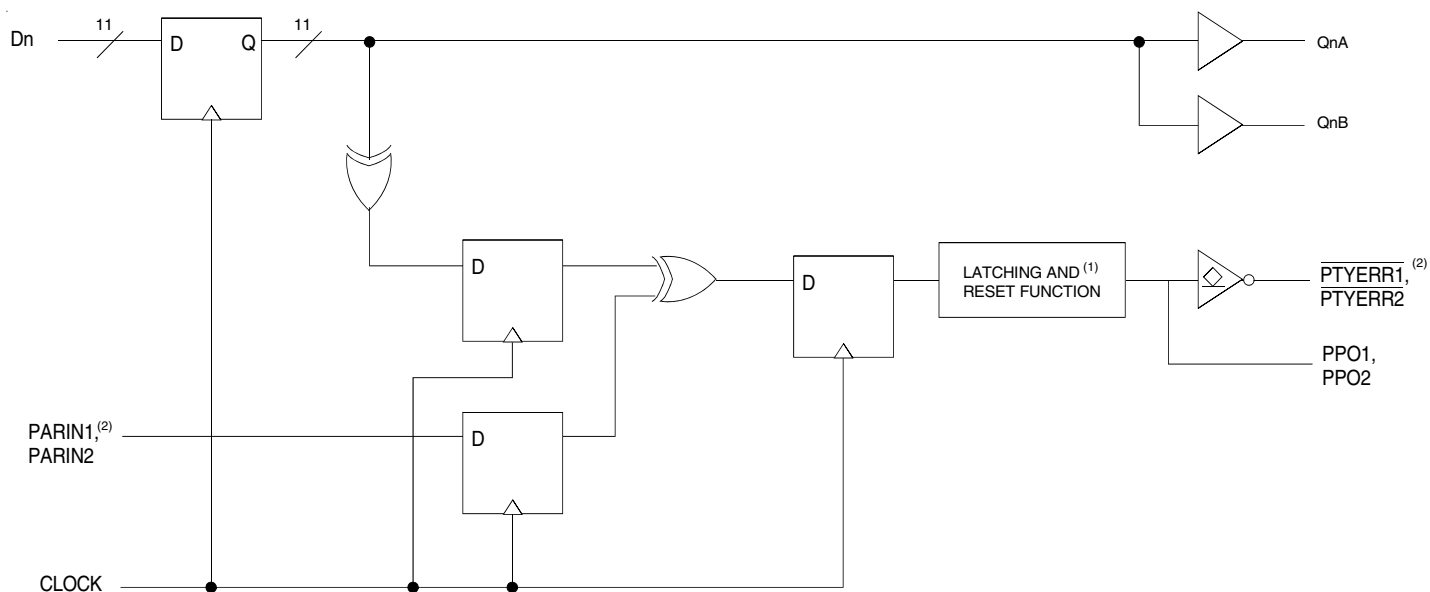 Dn
11
D
Q
11
QnA
QnB
D
D
LATCHING AND (1)
RESET FUNCTION
PTYERR1, (2)
PTYERR2
PPO1,
PPO2
PARIN1,(2)
PARIN2
D
CLOCK